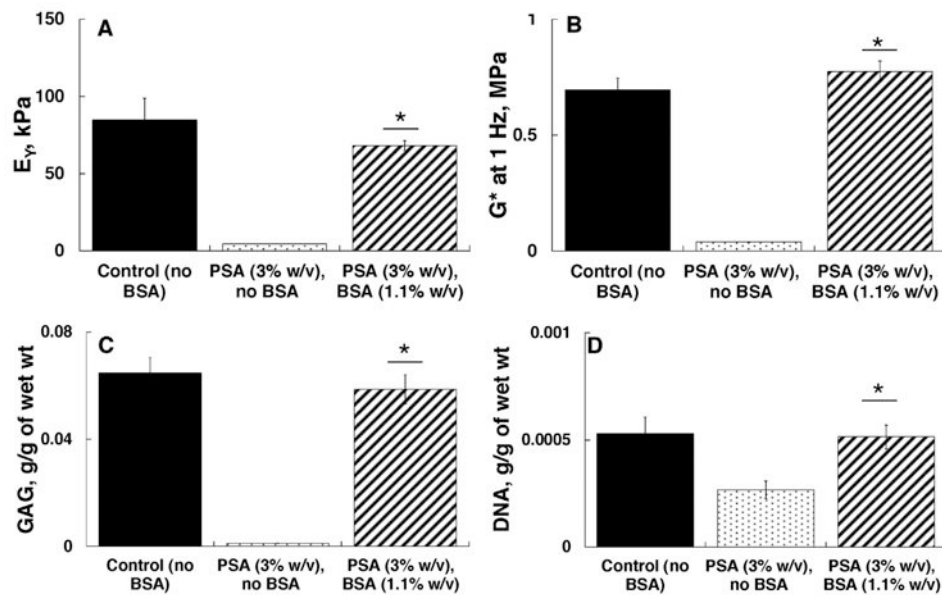 A
150
100
50
0
E_Y, kPa
*
Control (no
BSA)
PSA (3% w/v),
no BSA
PSA (3% w/v),
BSA (1.1% w/v)
B
1
0.5
0
G* at 1 Hz, MPa
*
Control (no
BSA)
PSA (3% w/v),
no BSA
PSA (3% w/v),
BSA (1.1% w/v)
C
0.08
0.04
0
GAG, g/g of wet wt
*
Control (no
BSA)
PSA (3% w/v),
no BSA
PSA (3% w/v),
BSA (1.1% w/v)
D
0.001
0.0005
0
DNA, g/g of wet wt
*
Control (no
BSA)
PSA (3% w/v),
no BSA
PSA (3% w/v),
BSA (1.1% w/v)